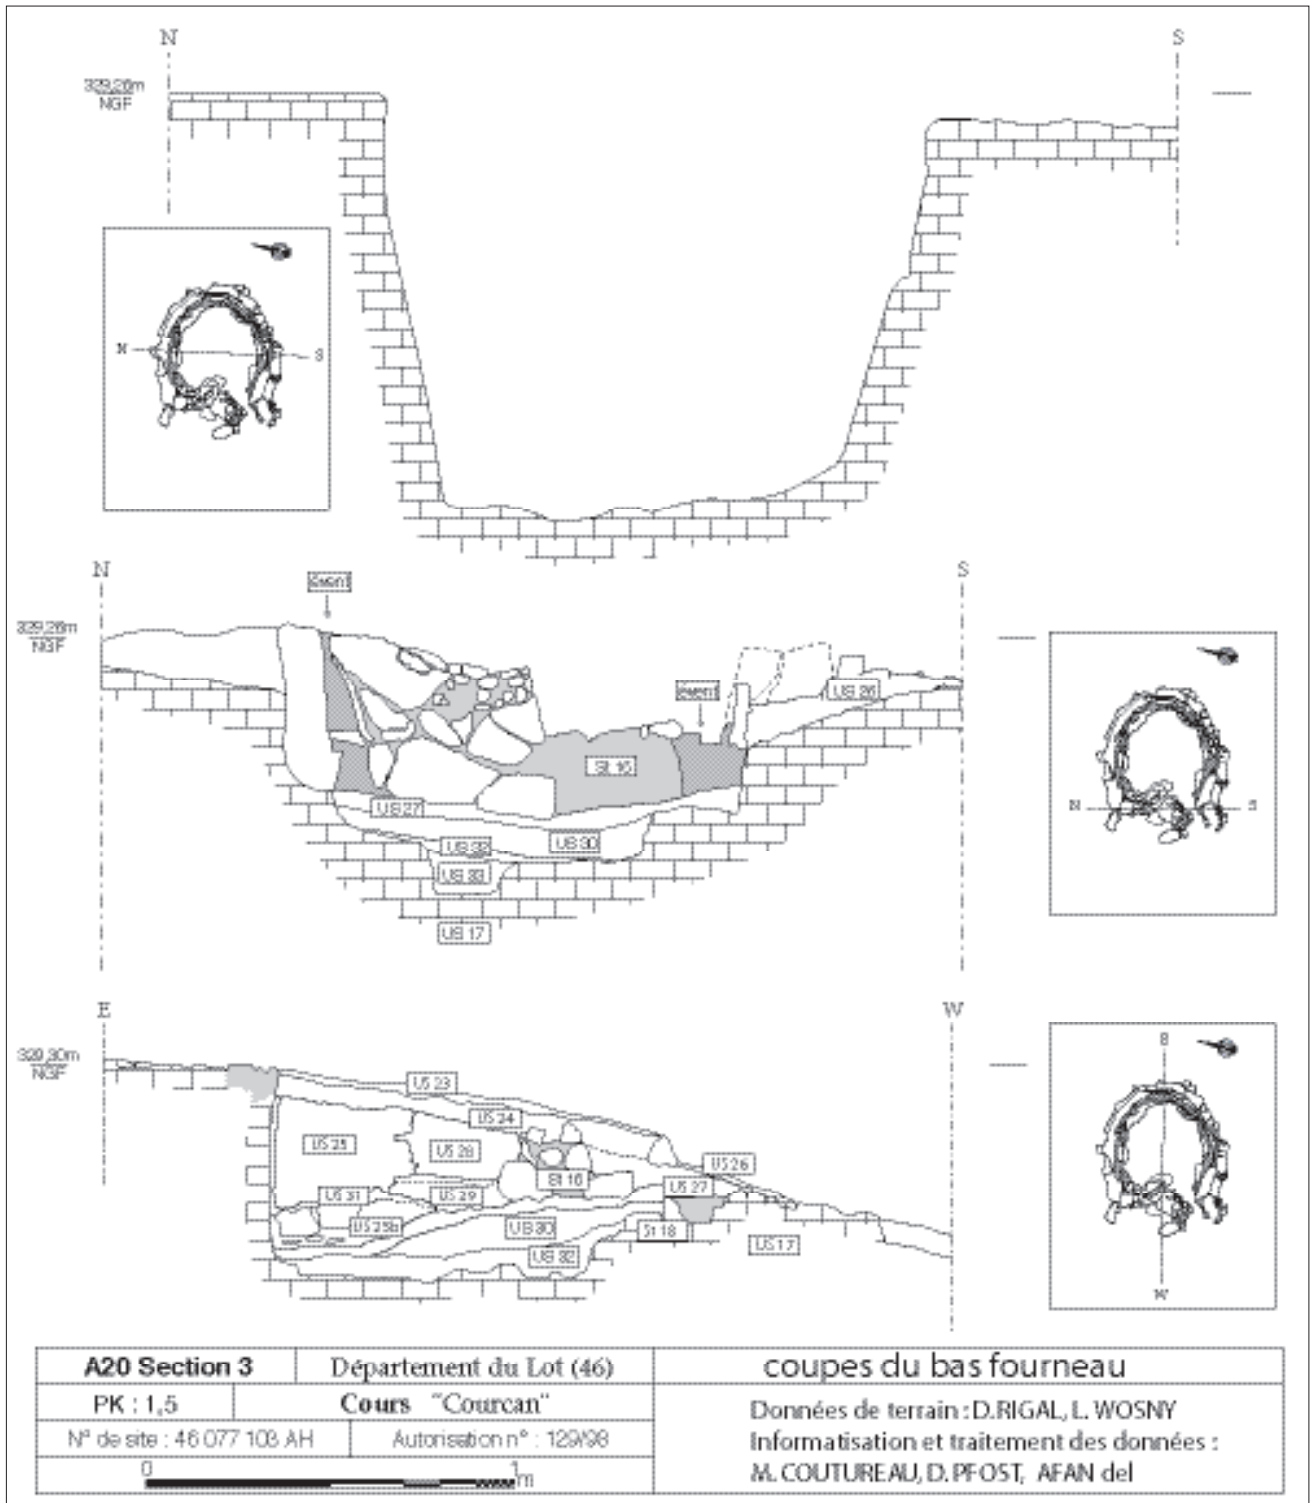 N
S
329,26m
NGF
N
S
N
S
évent
329,26m
NGF
évent
US 26
St 16
US 27
US 32
US 30
US 33
US 17
N
S
E
W
329,30m
NGF
US 23
US 24
US 25
US 28
US 26
St 16
US 27
US 31
US 29
US 25b
US 30
St 18
US 17
US 32
E
W
A20 Section 3
Département du Lot (46)
coupes du bas fourneau
PK : 1,5
Cours "Courcan"
Données de terrain : D.RIGAL, L. WOSNY
N° de site : 46 077 103 AH
Autorisation n° : 129/98
Informatisation et traitement des données :
0
1m
M. COUTUREAU, D. PFOST, AFAN del